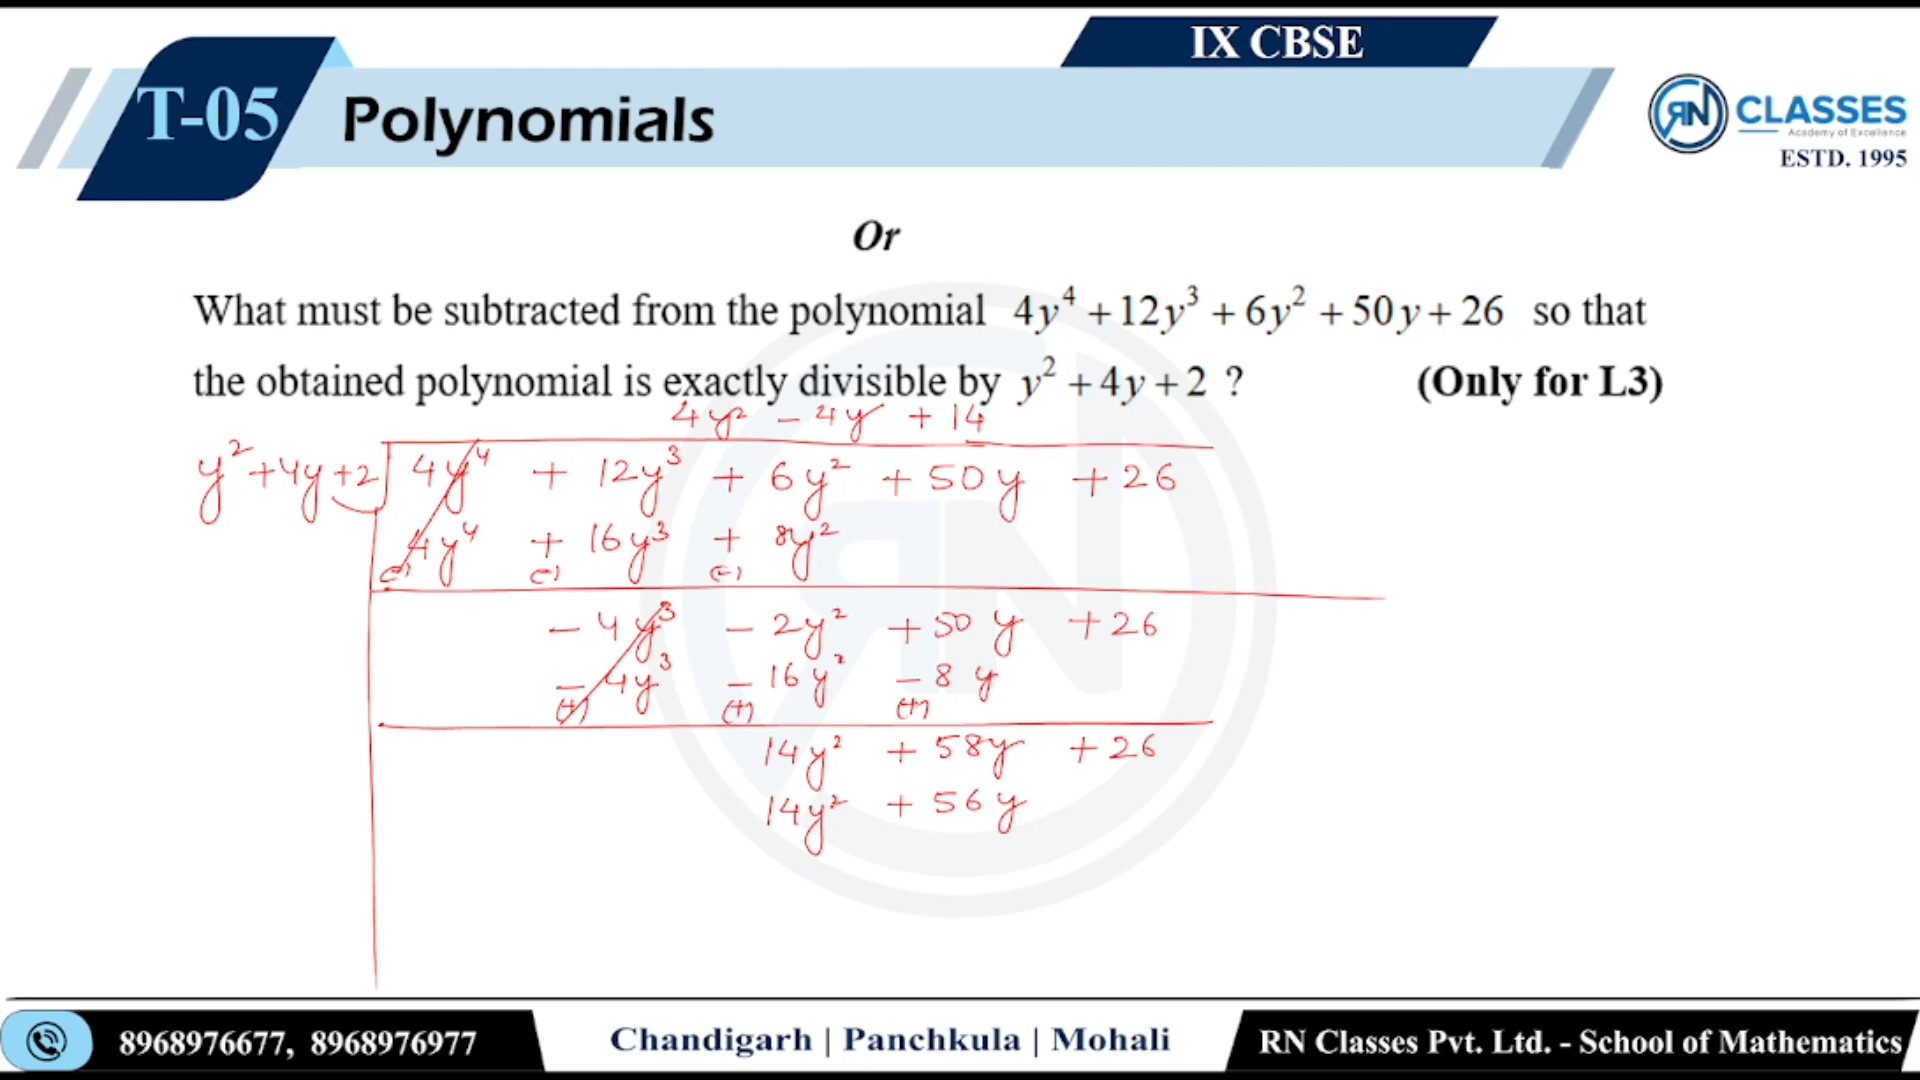 IX CBSE
T-05 Polynomials
RN CLASSES
Academy of Excellence
ESTD. 1995
Or
What must be subtracted from the polynomial 4y⁴ + 12y³ + 6y² + 50y + 26 so that
the obtained polynomial is exactly divisible by y² + 4y + 2 ? (Only for L3)
4y² - 4y + 14
y² + 4y + 2 4y⁴ + 12y³ + 6y² + 50y + 26
4y⁴ + 16y³ + 8y²
(-) (-) (-)
- 4y³ - 2y² + 50y + 26
- 4y³ - 16y² - 8y
(+) (+) (+)
14y² + 58y + 26
14y² + 56y
8968976677, 8968976977 Chandigarh | Panchkula | Mohali RN Classes Pvt. Ltd. - School of Mathematics